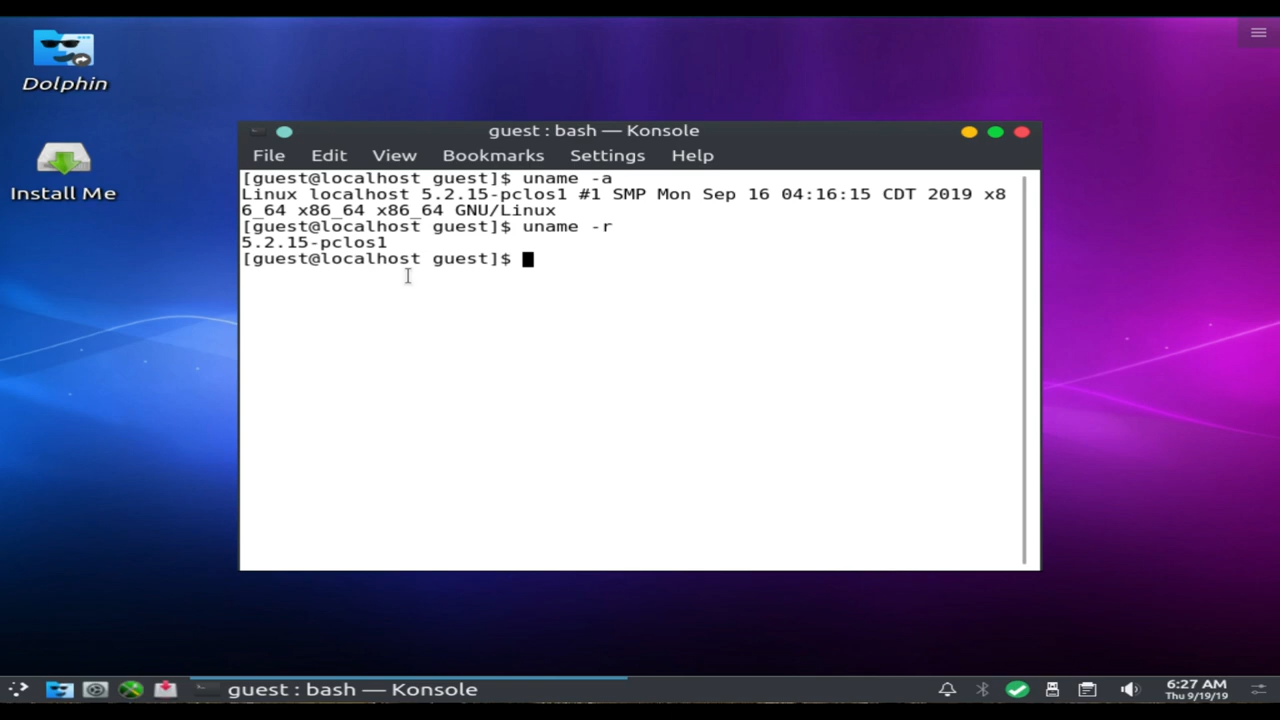 Dolphin
Install Me
guest : bash — Konsole
File Edit View Bookmarks Settings Help
[guest@localhost guest]$ uname -a
Linux localhost 5.2.15-pclos1 #1 SMP Mon Sep 16 04:16:15 CDT 2019 x8
6_64 x86_64 x86_64 GNU/Linux
[guest@localhost guest]$ uname -r
5.2.15-pclos1
[guest@localhost guest]$
guest : bash — Konsole
6:27 AM
Thu 9/19/19